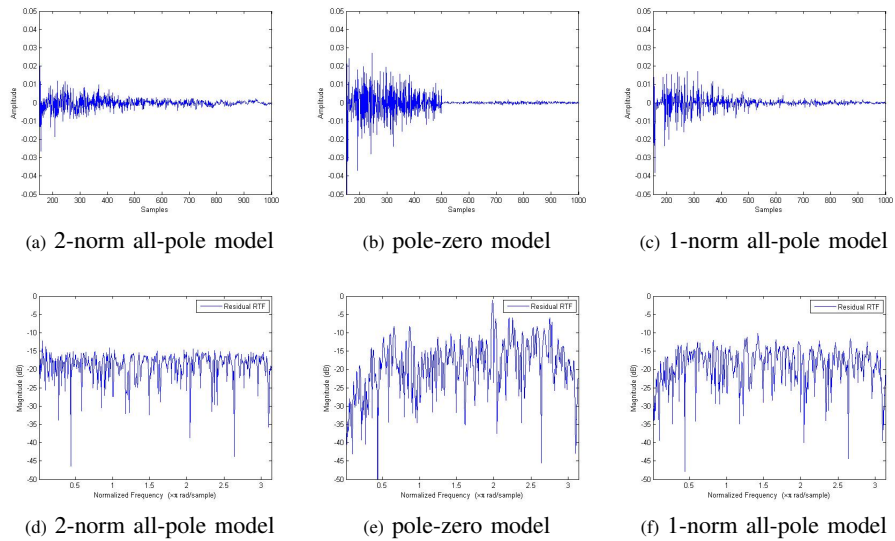 0.05
0.04
0.03
0.02
0.01
0
-0.01
-0.02
-0.03
-0.04
-0.05
Amplitude
200 300 400 500 600 700 800 900 1000
Samples
(a) 2-norm all-pole model
0.05
0.04
0.03
0.02
0.01
0
-0.01
-0.02
-0.03
-0.04
-0.05
Amplitude
200 300 400 500 600 700 800 900 1000
Samples
(b) pole-zero model
0.05
0.04
0.03
0.02
0.01
0
-0.01
-0.02
-0.03
-0.04
-0.05
Amplitude
200 300 400 500 600 700 800 900 1000
Samples
(c) 1-norm all-pole model
0
-5
-10
-15
-20
-25
-30
-35
-40
-45
-50
Magnitude (dB)
Residual RTF
0.5 1 1.5 2 2.5 3
Normalized Frequency (×π rad/sample)
(d) 2-norm all-pole model
0
-5
-10
-15
-20
-25
-30
-35
-40
-45
-50
Magnitude (dB)
Residual RTF
0.5 1 1.5 2 2.5 3
Normalized Frequency (×π rad/sample)
(e) pole-zero model
0
-5
-10
-15
-20
-25
-30
-35
-40
-45
-50
Magnitude (dB)
Residual RTF
0.5 1 1.5 2 2.5 3
Normalized Frequency (×π rad/sample)
(f) 1-norm all-pole model